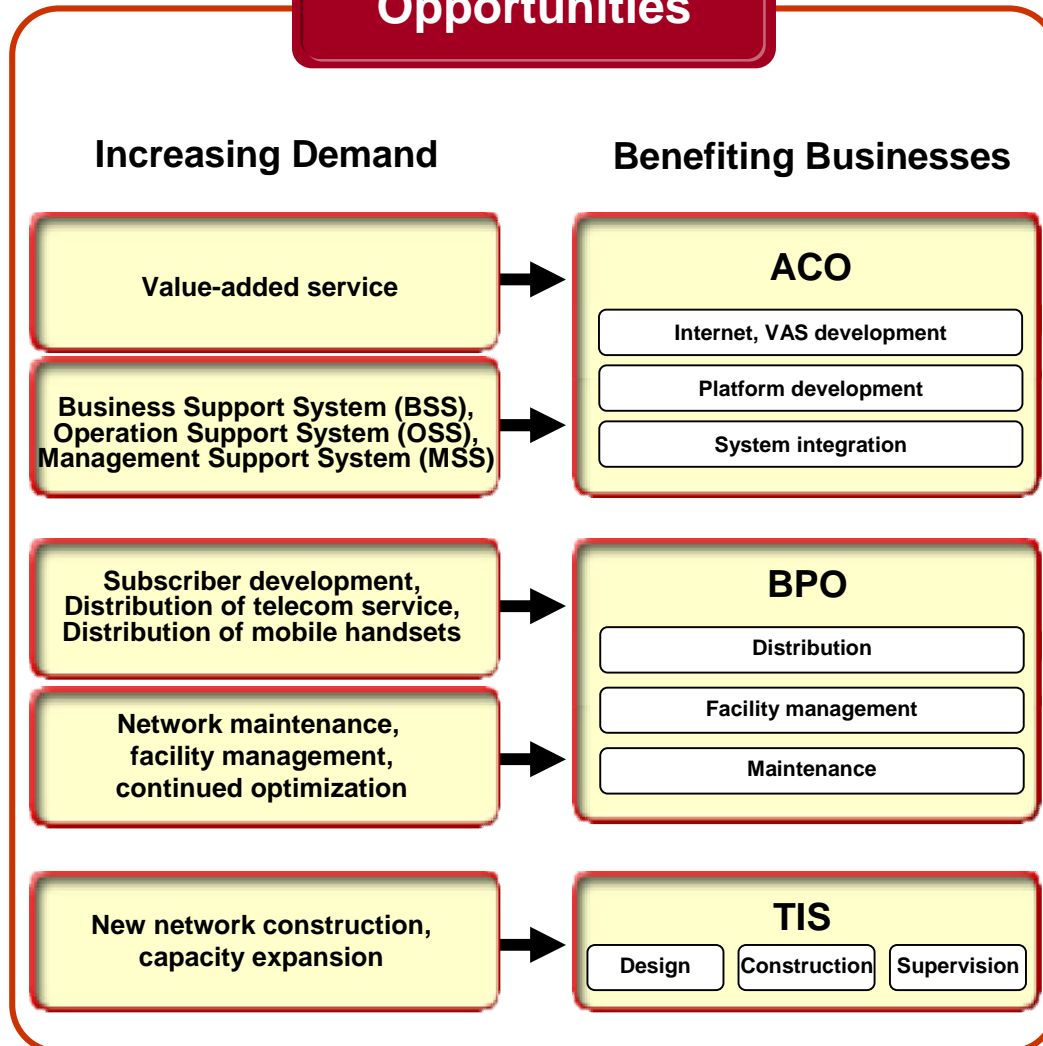 Opportunities
Increasing Demand
Benefiting Businesses
Value-added service
Business Support System (BSS),
Operation Support System (OSS),
Management Support System (MSS)
ACO
Internet, VAS development
Platform development
System integration
Subscriber development,
Distribution of telecom service,
Distribution of mobile handsets
Network maintenance,
facility management,
continued optimization
BPO
Distribution
Facility management
Maintenance
New network construction,
capacity expansion
TIS
Design
Construction
Supervision